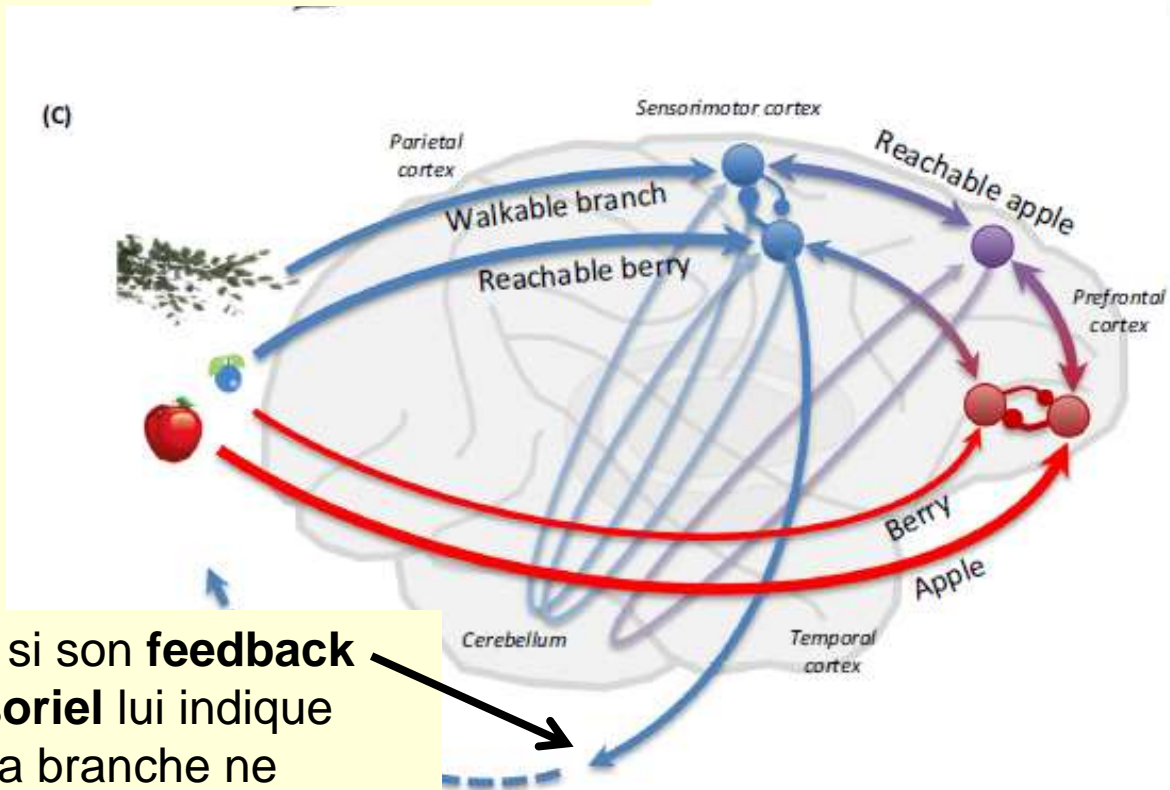 (C)
Sensorimotor cortex
Parietal
cortex
Reachable apple
Walkable branch
Reachable berry
Prefrontal
cortex
Berry
Apple
Cerebellum
Temporal
cortex
si son feedback
soriel lui indique
a branche ne